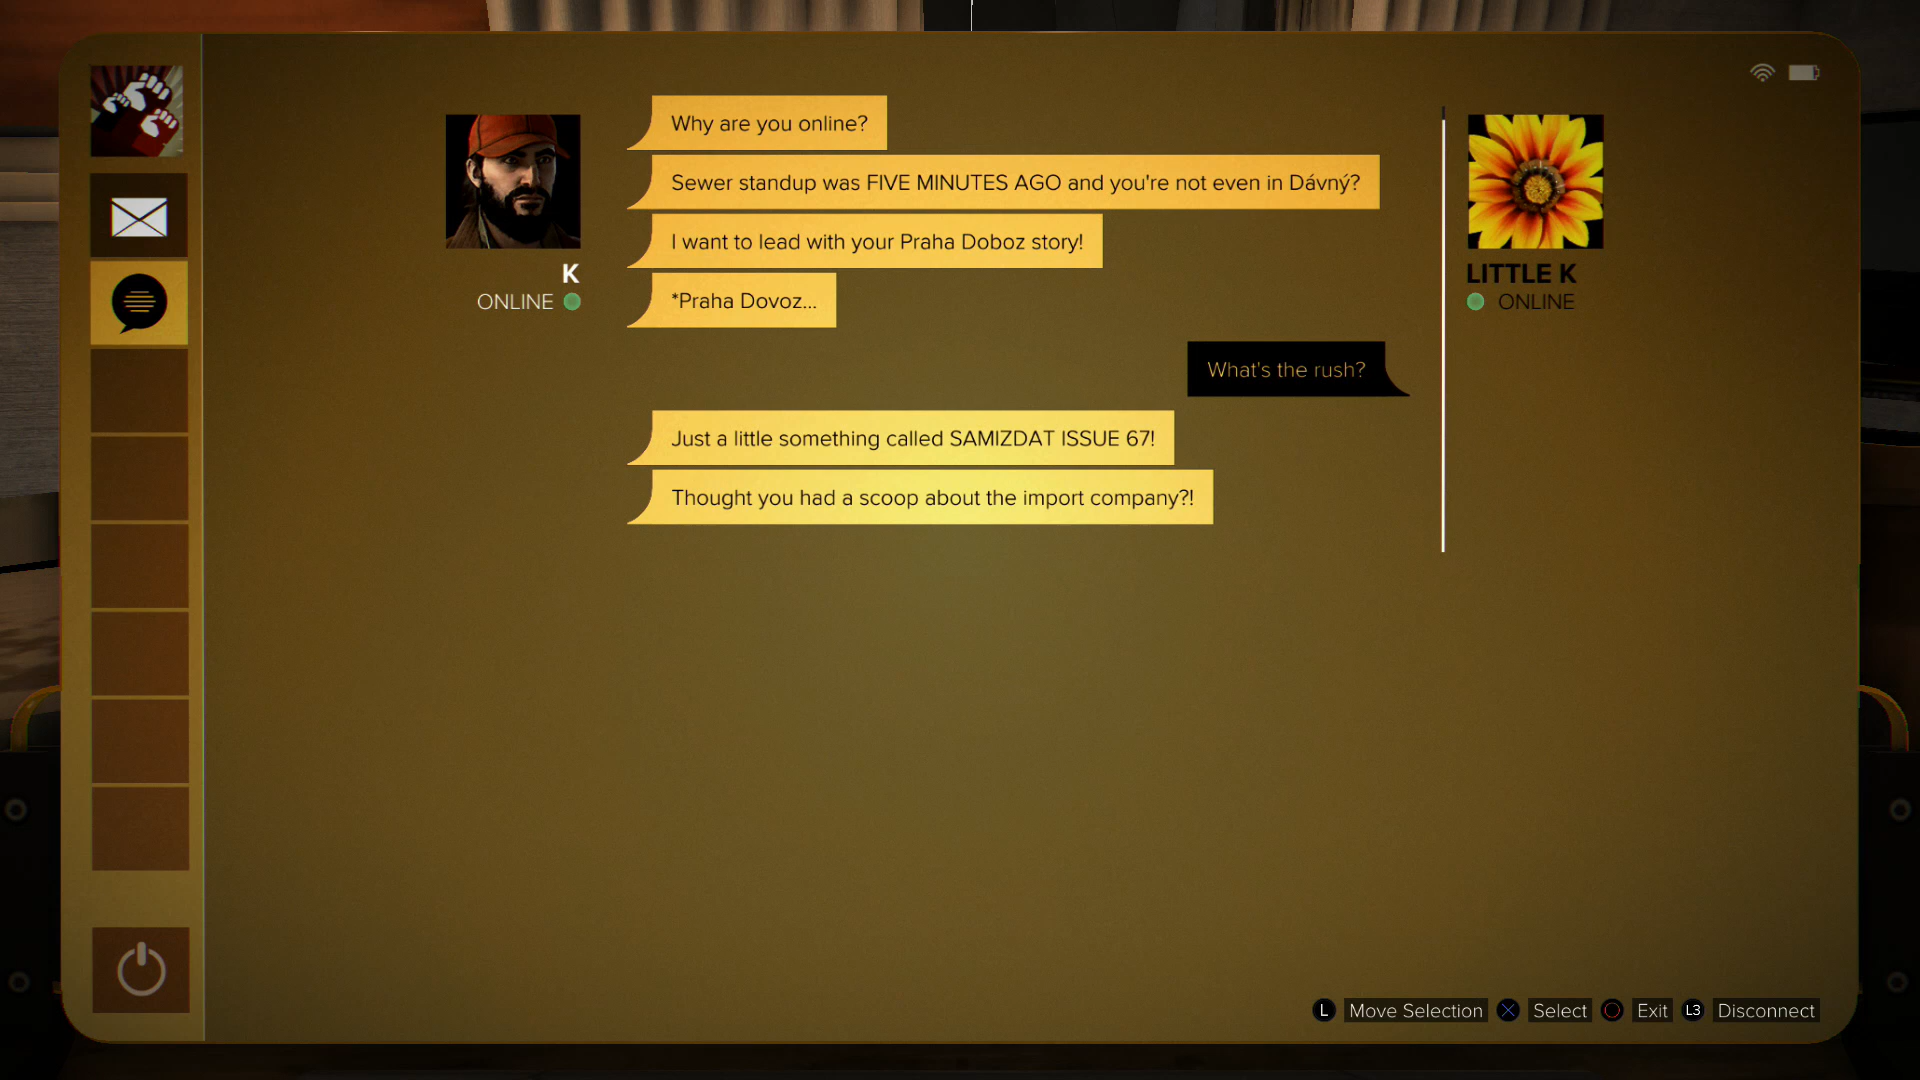 Why are you online?
Sewer standup was FIVE MINUTES AGO and you're not even in Dávný?
I want to lead with your Praha Doboz story!
*Praha Dovoz...
K
ONLINE
LITTLE K
ONLINE
What's the rush?
Just a little something called SAMIZDAT ISSUE 67!
Thought you had a scoop about the import company?!
L Move Selection Select Exit L3 Disconnect